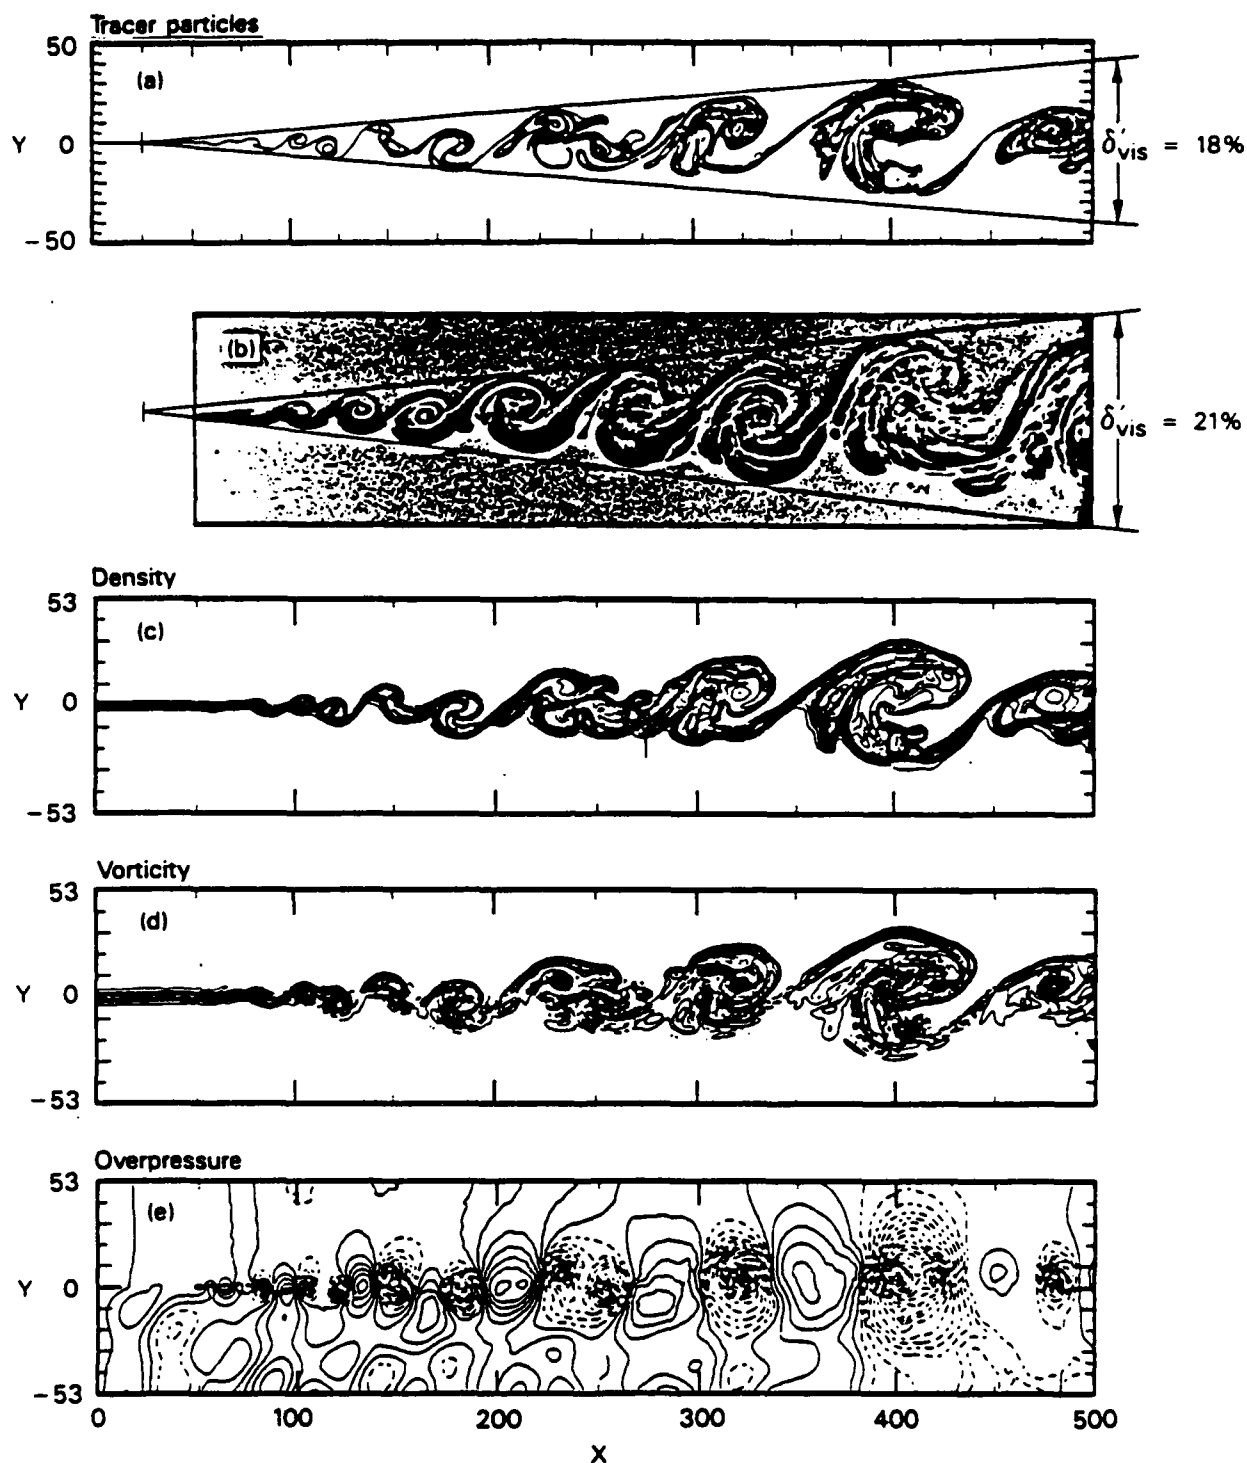 Tracer particles
50
(a)
Y 0
-50
δ'vis = 18%
(b)
δ'vis = 21%
Density
53
(c)
Y 0
-53
Vorticity
53
(d)
Y 0
-53
Overpressure
53
(e)
Y 0
-53
0 100 200 300 400 500
X